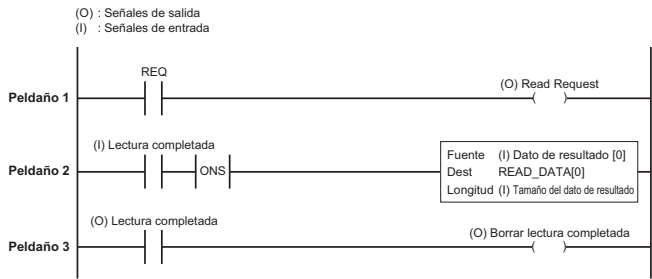 (O) : Señales de salida
(I) : Señales de entrada
REQ
(O) Read Request
Peldaño 1
(I) Lectura completada
ONS
Fuente (I) Dato de resultado [0]
Dest READ_DATA[0]
Longitud (I) Tamaño del dato de resultado
Peldaño 2
(O) Lectura completada
(O) Borrar lectura completada
Peldaño 3